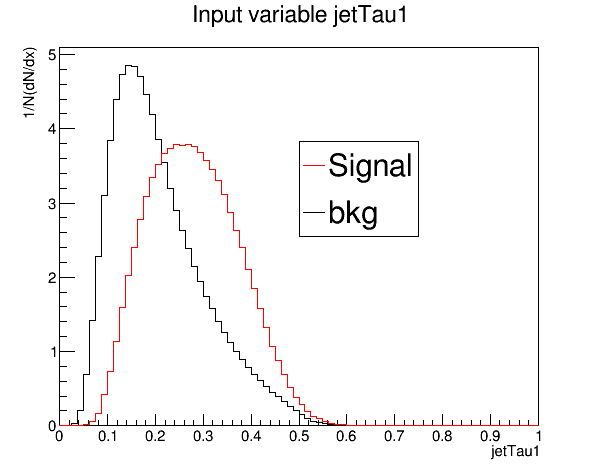 Input variable jetTau1
1/N(dN/dx)
5
4
3
2
1
0
Signal
bkg
0 0.1 0.2 0.3 0.4 0.5 0.6 0.7 0.8 0.9 1
jetTau1